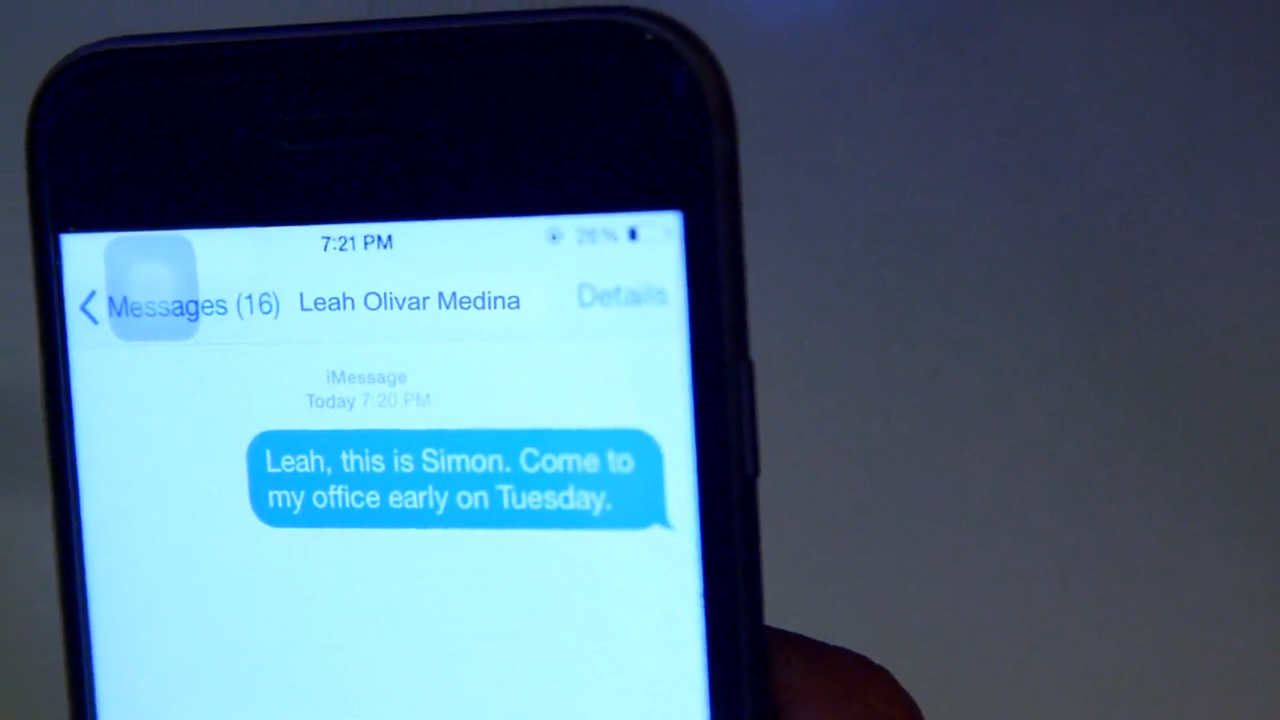 7:21 PM 26%
Messages (16) Leah Olivar Medina Details
iMessage
Today 7:20 PM
Leah, this is Simon. Come to
my office early on Tuesday.